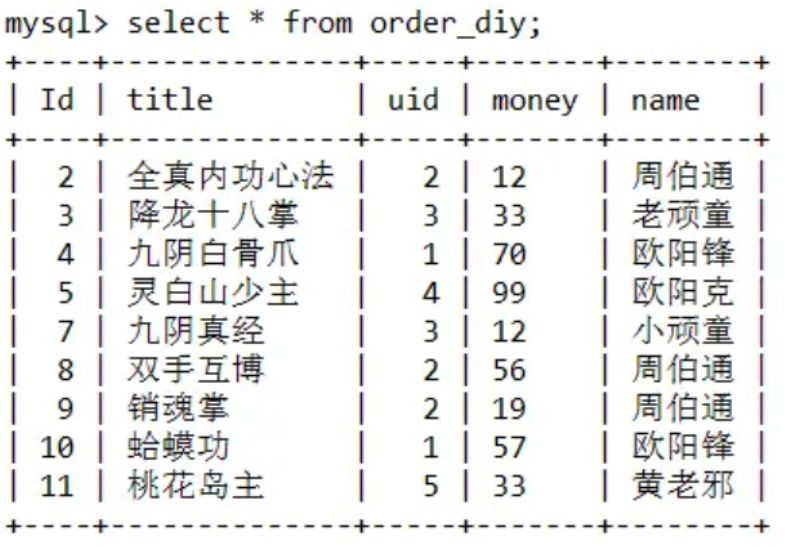 mysql> select * from order_diy;
+----+--------------+-----+-------+--------+
| Id | title        | uid | money | name   |
+----+--------------+-----+-------+--------+
|  2 | 全真内功心法 |   2 | 12    | 周伯通 |
|  3 | 降龙十八掌   |   3 | 33    | 老顽童 |
|  4 | 九阴白骨爪   |   1 | 70    | 欧阳锋 |
|  5 | 灵白山少主   |   4 | 99    | 欧阳克 |
|  7 | 九阴真经     |   3 | 12    | 小顽童 |
|  8 | 双手互博     |   2 | 56    | 周伯通 |
|  9 | 销魂掌       |   2 | 19    | 周伯通 |
| 10 | 蛤蟆功       |   1 | 57    | 欧阳锋 |
| 11 | 桃花岛主     |   5 | 33    | 黄老邪 |
+----+--------------+-----+-------+--------+